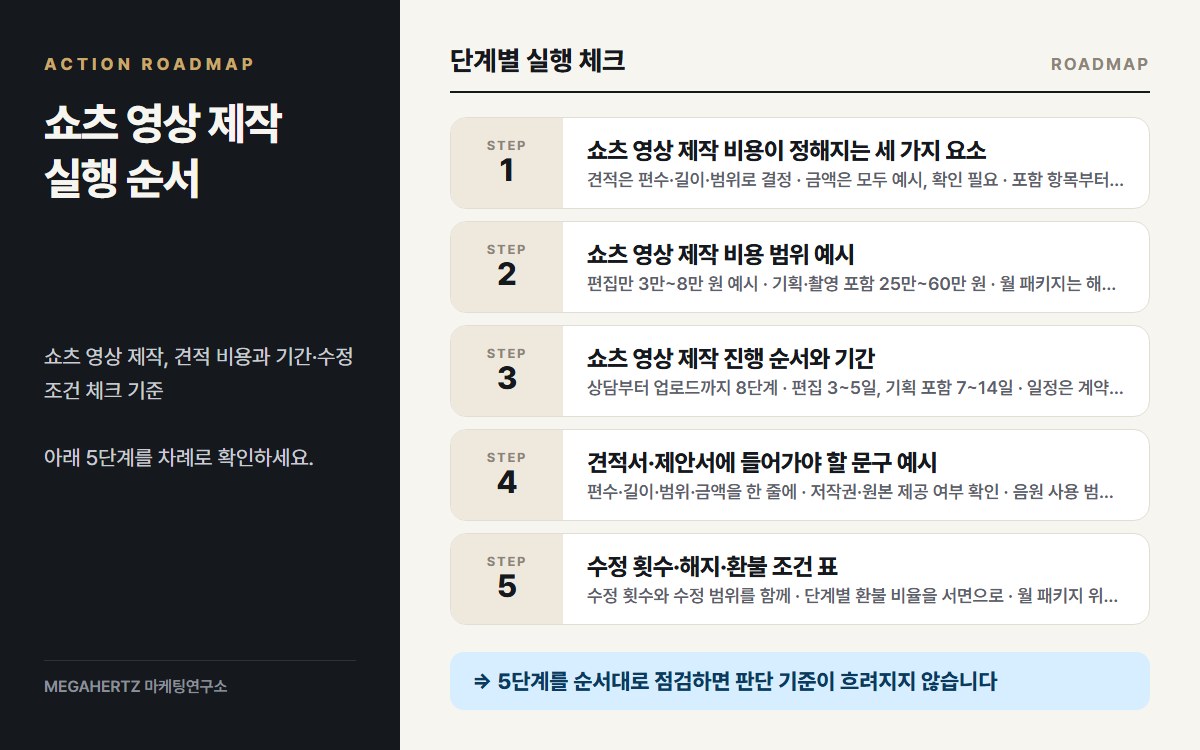 ACTION ROADMAP
쇼츠 영상 제작
실행 순서
쇼츠 영상 제작, 견적 비용과 기간·수정
조건 체크 기준
아래 5단계를 차례로 확인하세요.
MEGAHERTZ 마케팅연구소
단계별 실행 체크
ROADMAP
STEP
1
쇼츠 영상 제작 비용이 정해지는 세 가지 요소
견적은 편수·길이·범위로 결정 · 금액은 모두 예시, 확인 필요 · 포함 항목부터...
STEP
2
쇼츠 영상 제작 비용 범위 예시
편집만 3만~8만 원 예시 · 기획·촬영 포함 25만~60만 원 · 월 패키지는 해...
STEP
3
쇼츠 영상 제작 진행 순서와 기간
상담부터 업로드까지 8단계 · 편집 3~5일, 기획 포함 7~14일 · 일정은 계약...
STEP
4
견적서·제안서에 들어가야 할 문구 예시
편수·길이·범위·금액을 한 줄에 · 저작권·원본 제공 여부 확인 · 음원 사용 범...
STEP
5
수정 횟수·해지·환불 조건 표
수정 횟수와 수정 범위를 함께 · 단계별 환불 비율을 서면으로 · 월 패키지 위...
→ 5단계를 순서대로 점검하면 판단 기준이 흐려지지 않습니다